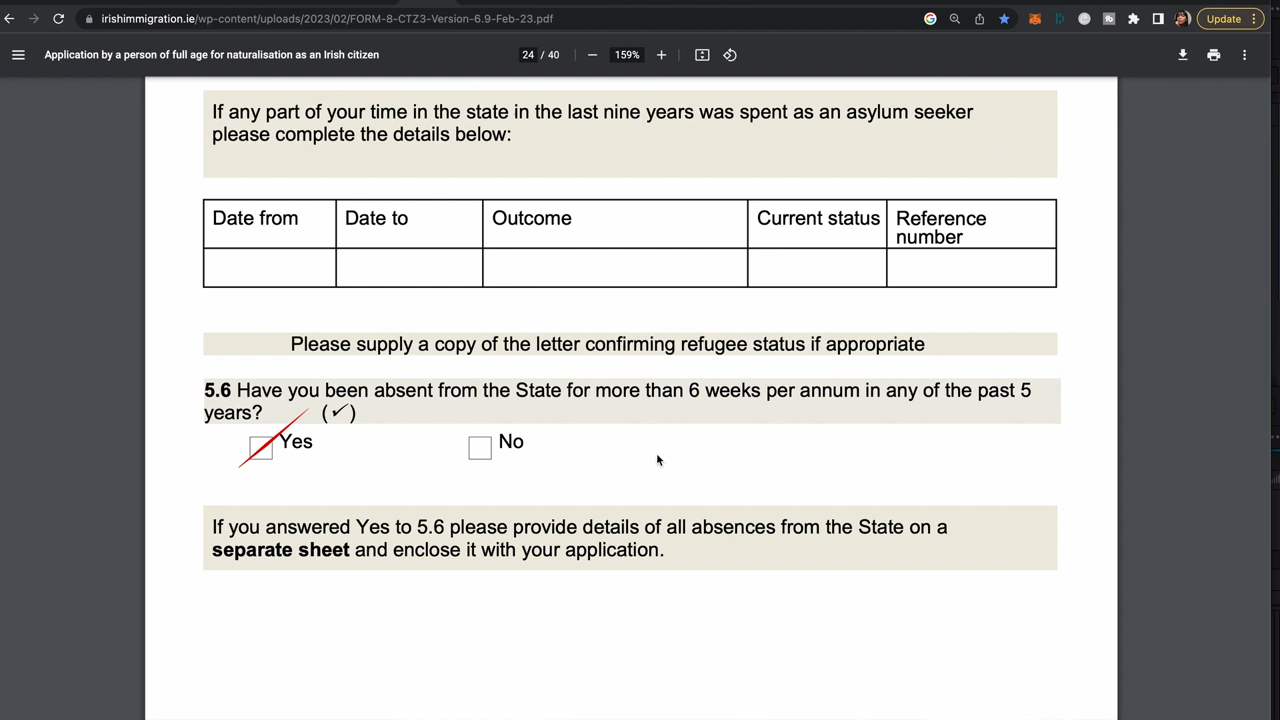 irishimmigration.ie/wp-content/uploads/2023/02/FORM-8-CTZ3-Version-6.9-Feb-23.pdf
Update
Application by a person of full age for naturalisation as an Irish citizen
24 / 40
159%
If any part of your time in the state in the last nine years was spent as an asylum seeker
please complete the details below:
Date from Date to Outcome Current status Reference
number
Please supply a copy of the letter confirming refugee status if appropriate
5.6 Have you been absent from the State for more than 6 weeks per annum in any of the past 5
years? (✓)
Yes No
If you answered Yes to 5.6 please provide details of all absences from the State on a
separate sheet and enclose it with your application.